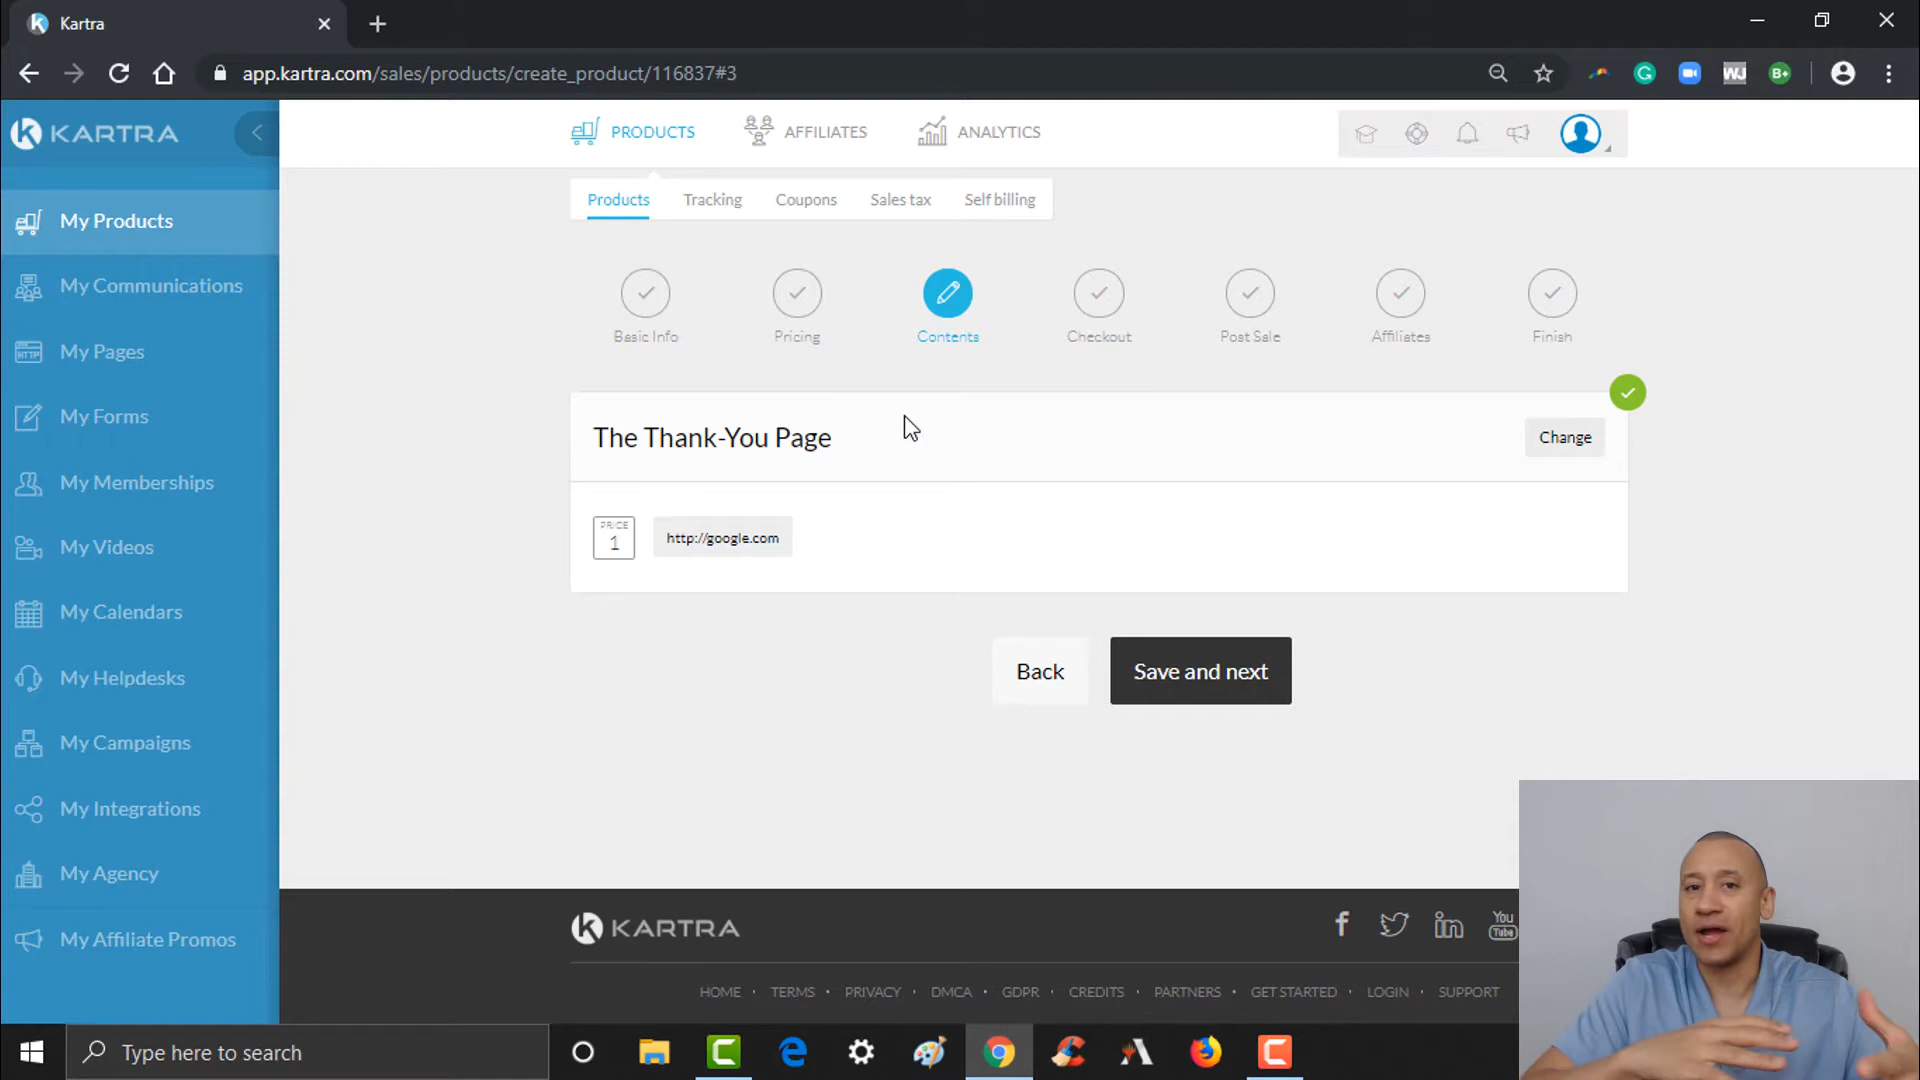 Kartra
app.kartra.com/sales/products/create_product/116837#3
KARTRA
PRODUCTS
AFFILIATES
ANALYTICS
Products
Tracking
Coupons
Sales tax
Self billing
My Products
My Communications
My Pages
My Forms
My Memberships
My Videos
My Calendars
My Helpdesks
My Campaigns
My Integrations
My Agency
My Affiliate Promos
HTTP
Basic Info
Pricing
Contents
Checkout
Post Sale
Affiliates
Finish
The Thank-You Page
Change
PRICE
1
http://google.com
Back
Save and next
KARTRA
f
in
You
Tube
HOME
TERMS
PRIVACY
DMCA
GDPR
CREDITS
PARTNERS
GET STARTED
LOGIN
SUPPORT
Type here to search